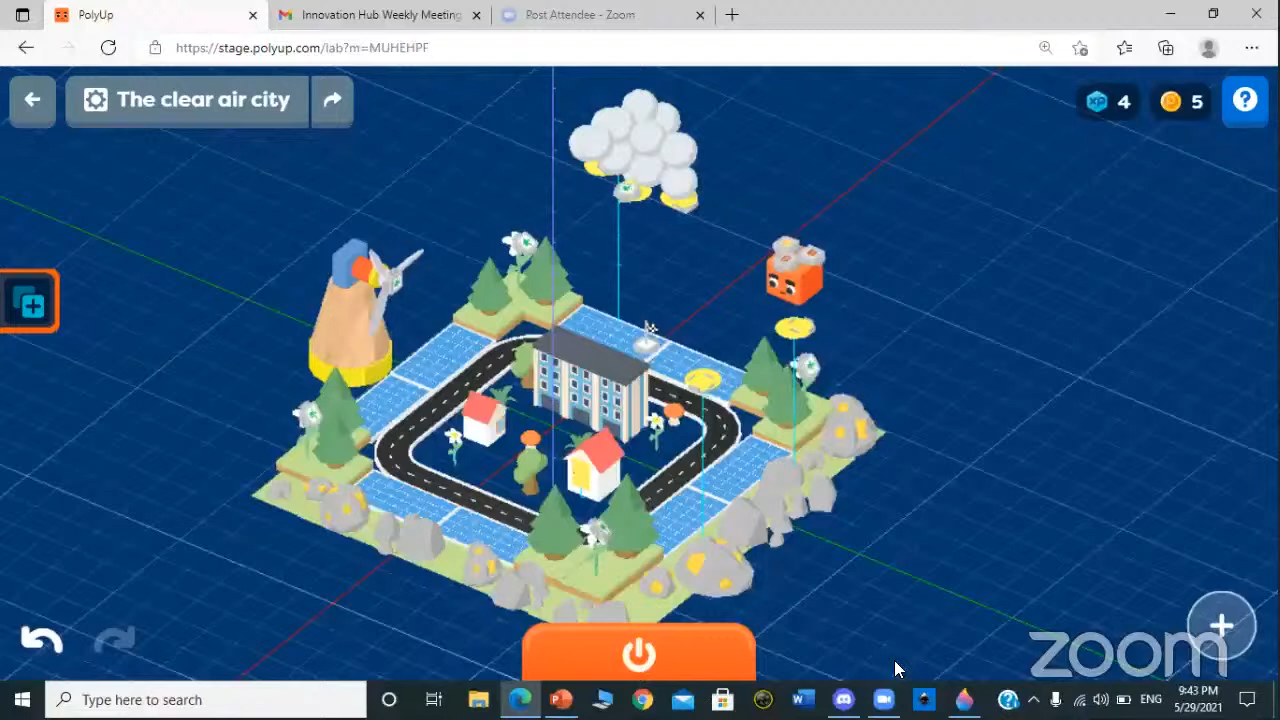 PolyUp
Innovation Hub Weekly Meeting
Post Attendee - Zoom
https://stage.polyup.com/lab?m=MUHEHPF
The clear air city
XP 4
5
?
zoom
Type here to search
ENG
9:43 PM
5/29/2021